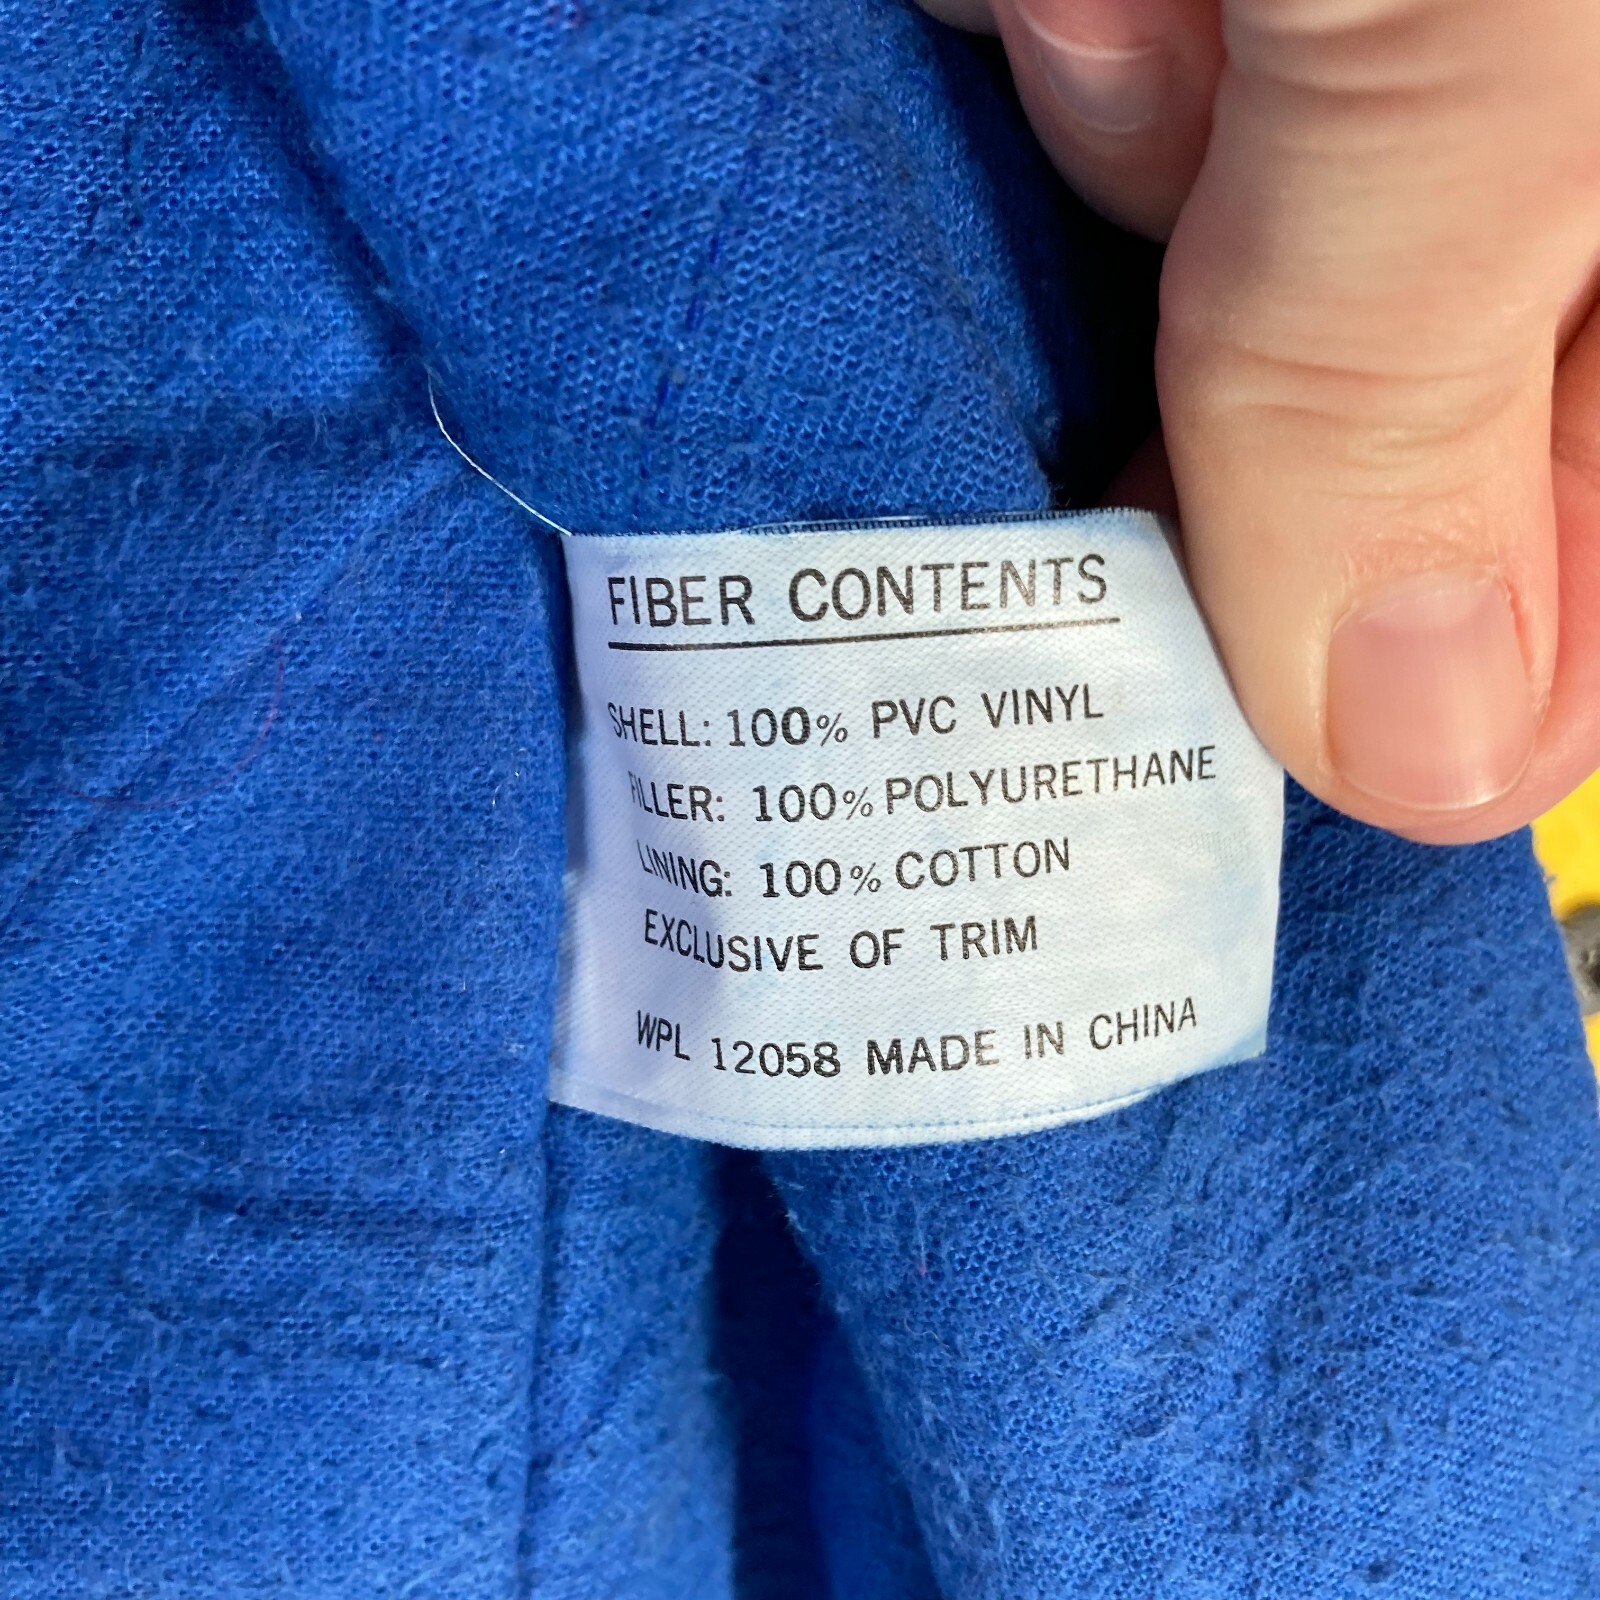 FIBER CONTENTS
SHELL: 100% PVC VINYL
FILLER: 100% POLYURETHANE
LINING: 100% COTTON
EXCLUSIVE OF TRIM
WPL 12058 MADE IN CHINA